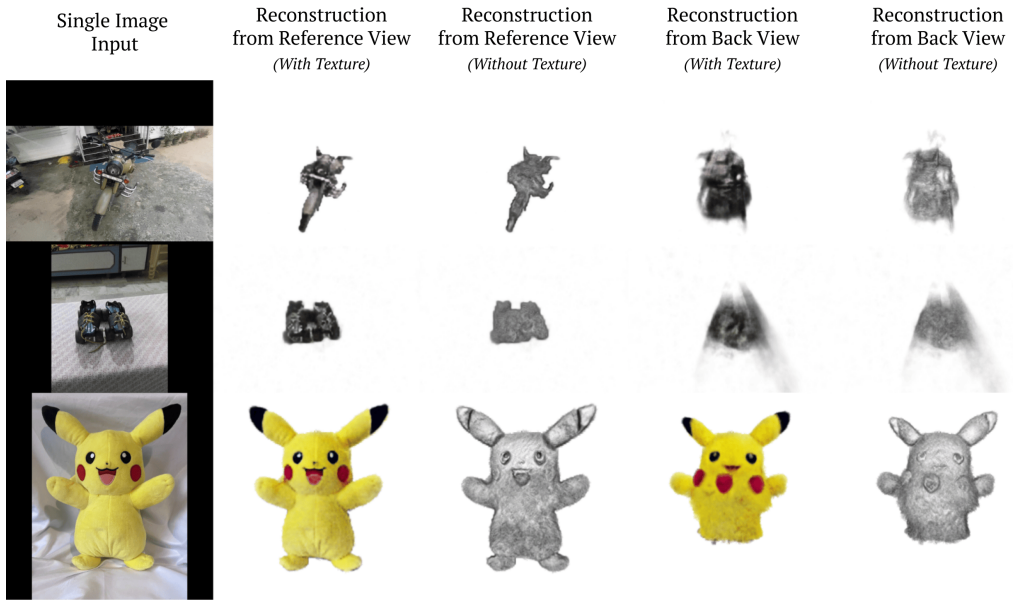 Single Image
Input
Reconstruction
from Reference View
(With Texture)
Reconstruction
from Reference View
(Without Texture)
Reconstruction
from Back View
(With Texture)
Reconstruction
from Back View
(Without Texture)